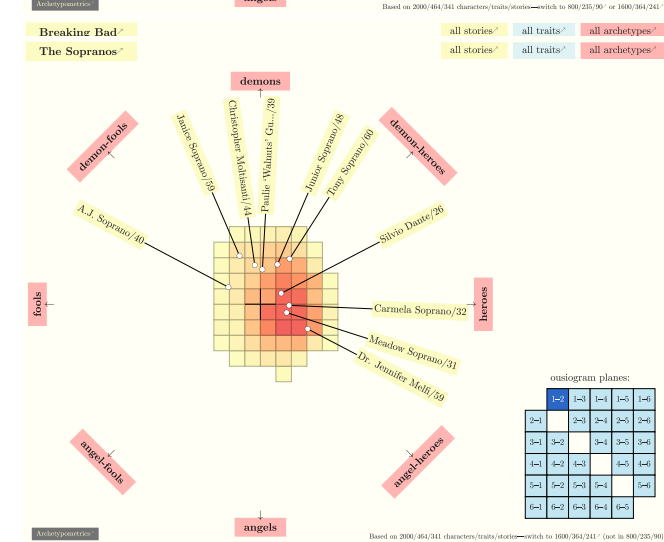 angels
Archetypometrics
Based on 2000/464/341 characters/traits/stories—switch to 800/235/90 or 1600/364/241
Breaking Bad
all stories
all traits
all archetypes
The Sopranos
all stories
all traits
all archetypes
demons
demon-fools
demon-heroes
Janice Soprano/59
Christopher Moltisanti/44
Paulie ‘Walnuts’ Gu.../39
Junior Soprano/48
Tony Soprano/60
A.J. Soprano/40
Silvio Dante/26
fools
heroes
Carmela Soprano/32
Meadow Soprano/31
Dr. Jennifer Melfi/59
angel-fools
angel-heroes
angels
ousiogram planes:
1–2 1–3 1–4 1–5 1–6
2–1 2–3 2–4 2–5 2–6
3–1 3–2 3–4 3–5 3–6
4–1 4–2 4–3 4–5 4–6
5–1 5–2 5–3 5–4 5–6
6–1 6–2 6–3 6–4 6–5
Archetypometrics
Based on 2000/464/341 characters/traits/stories—switch to 1600/364/241 (not in 800/235/90)